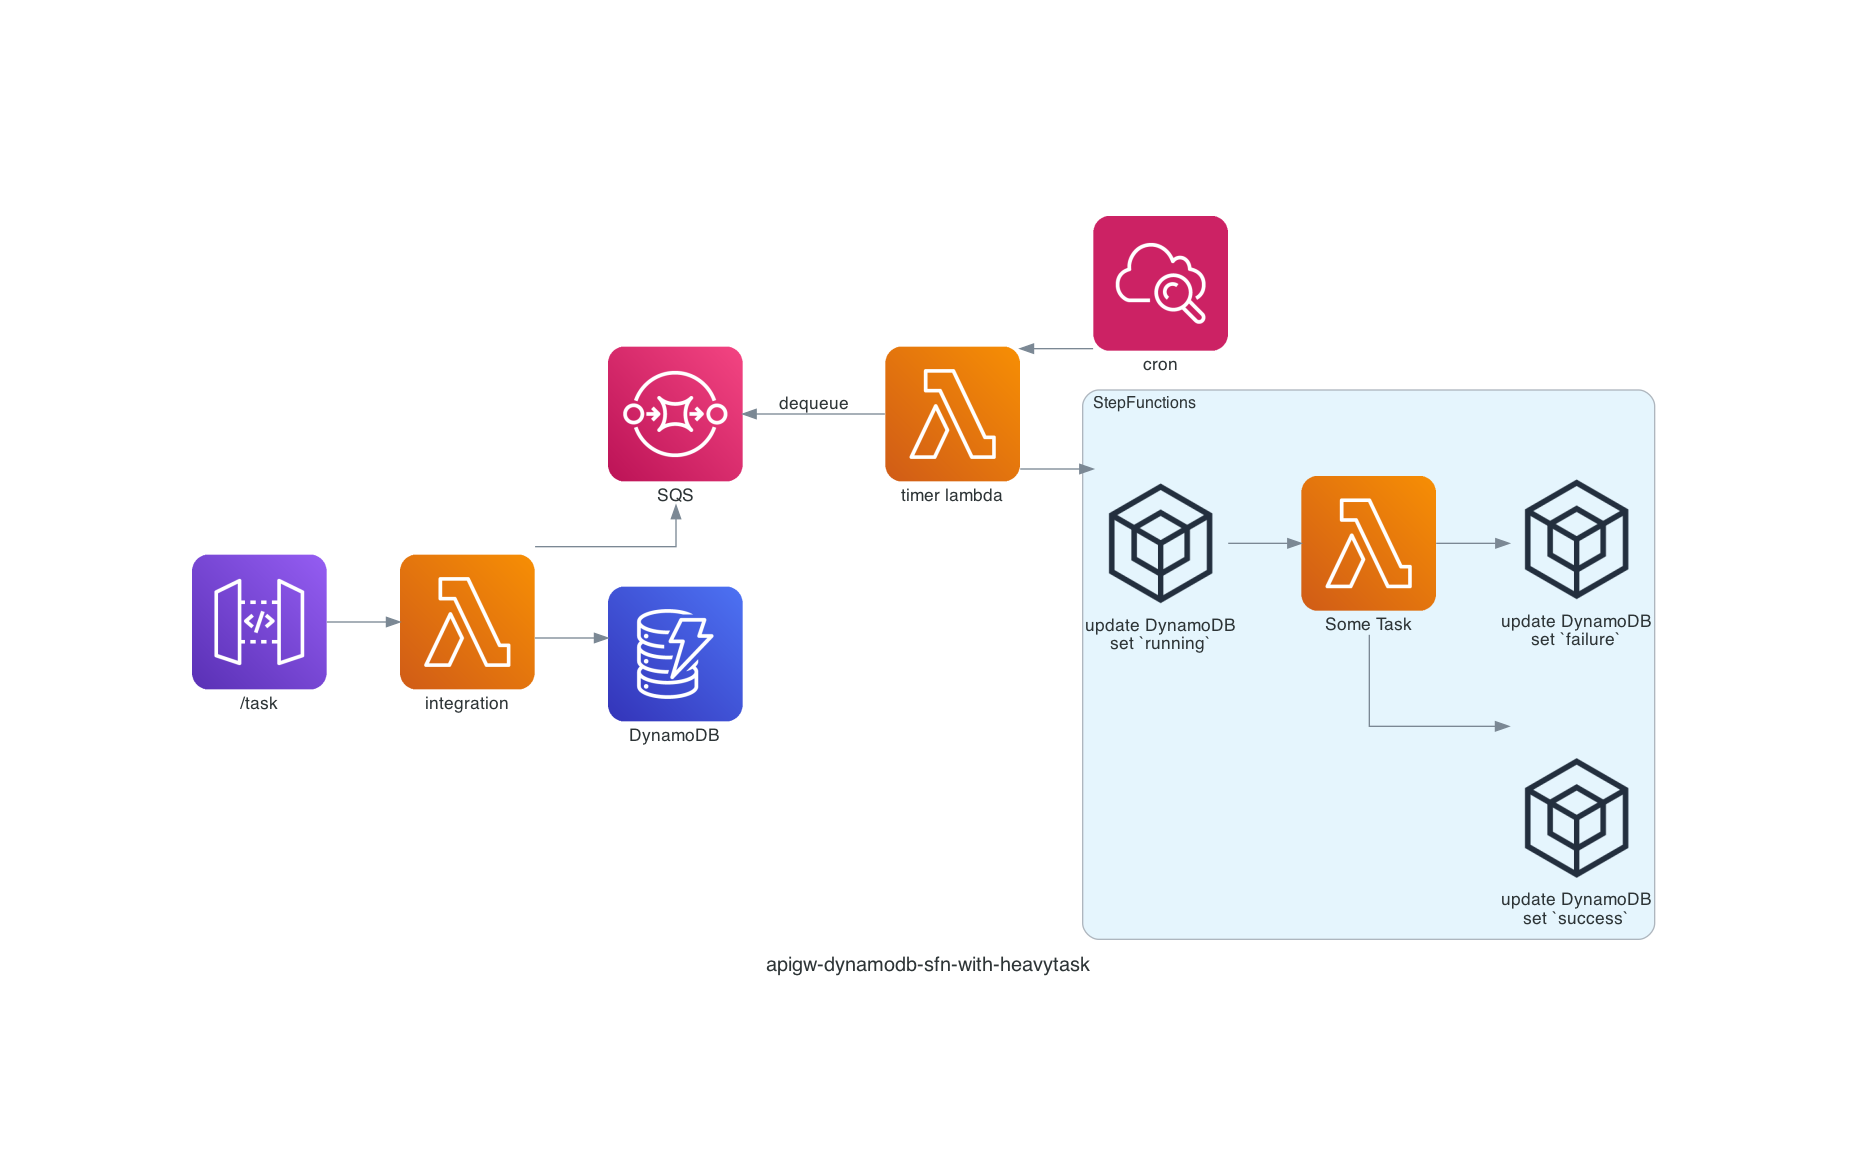 cron
StepFunctions
dequeue
SQS
timer lambda
update DynamoDB
set `running`
Some Task
update DynamoDB
set `failure`
/task
integration
DynamoDB
update DynamoDB
set `success`
apigw-dynamodb-sfn-with-heavytask